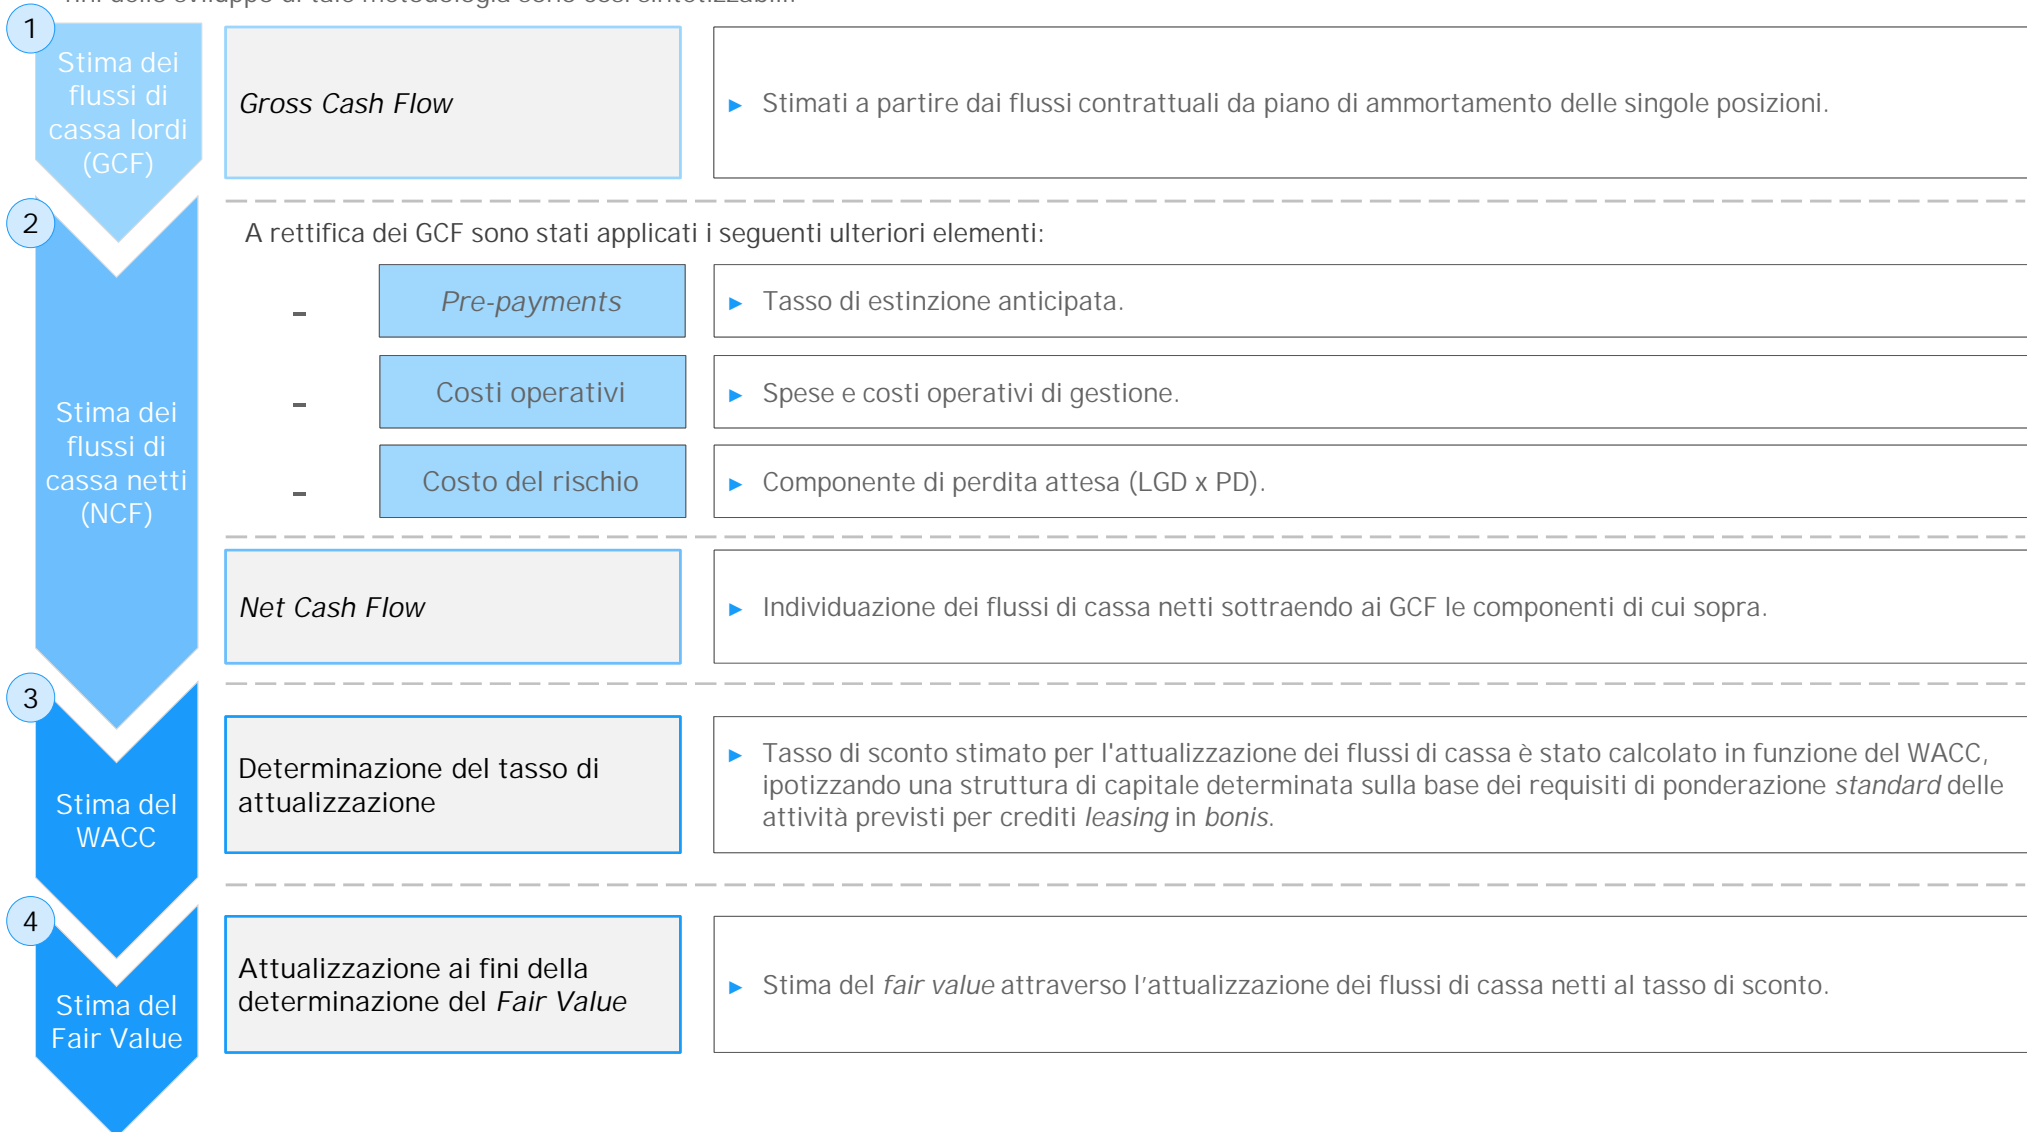 1
Stima dei
flussi di
cassa lordi
(GCF)
Gross Cash Flow
► Stimati a partire dai flussi contrattuali da piano di ammortamento delle singole posizioni.
2
Stima dei
flussi di
cassa netti
(NCF)
A rettifica dei GCF sono stati applicati i seguenti ulteriori elementi:
- Pre-payments
► Tasso di estinzione anticipata.
- Costi operativi
► Spese e costi operativi di gestione.
- Costo del rischio
► Componente di perdita attesa (LGD x PD).
Net Cash Flow
► Individuazione dei flussi di cassa netti sottraendo ai GCF le componenti di cui sopra.
3
Stima del
WACC
Determinazione del tasso di
attualizzazione
► Tasso di sconto stimato per l'attualizzazione dei flussi di cassa è stato calcolato in funzione del WACC,
ipotizzando una struttura di capitale determinata sulla base dei requisiti di ponderazione standard delle
attività previsti per crediti leasing in bonis.
4
Stima del
Fair Value
Attualizzazione ai fini della
determinazione del Fair Value
► Stima del fair value attraverso l’attualizzazione dei flussi di cassa netti al tasso di sconto.